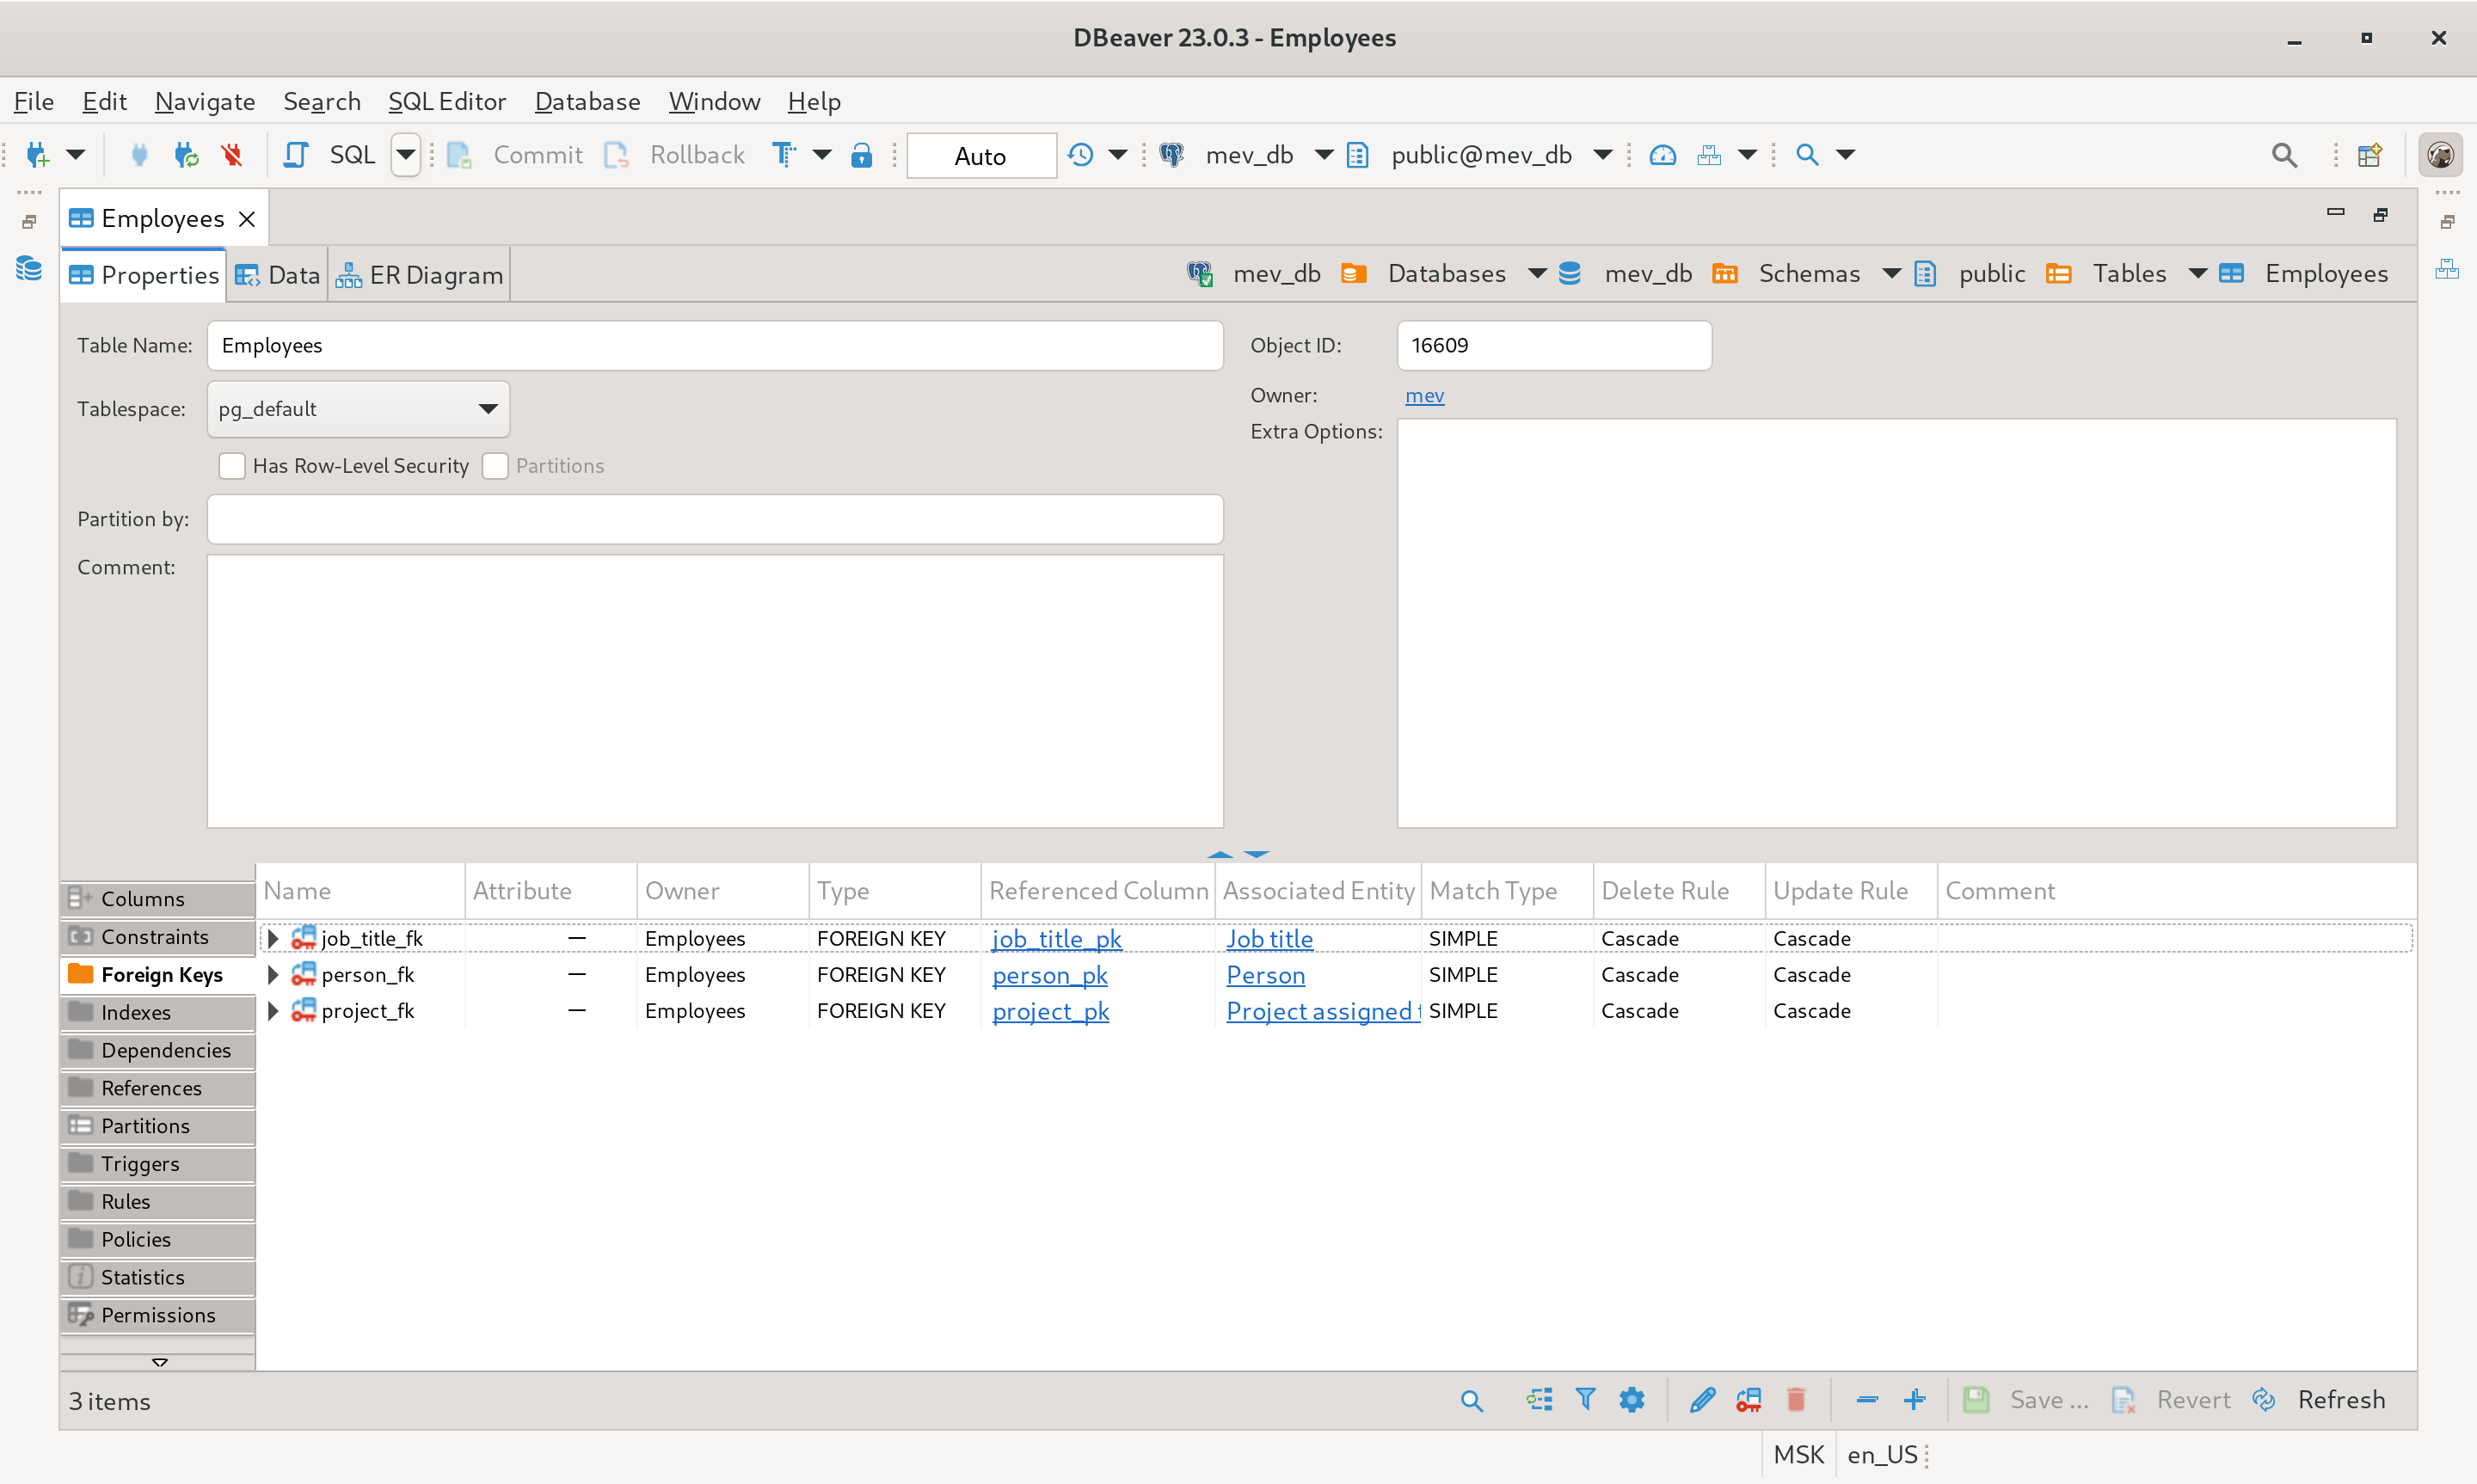 DBeaver 23.0.3 - Employees
File Edit Navigate Search SQL Editor Database Window Help
SQL Commit Rollback Auto mev_db public@mev_db
Employees
Properties Data ER Diagram mev_db Databases mev_db Schemas public Tables Employees
Table Name: Employees Object ID: 16609
Tablespace: pg_default Owner: mev
Extra Options:
Has Row-Level Security Partitions
Partition by:
Comment:
Name Attribute Owner Type Referenced Column Associated Entity Match Type Delete Rule Update Rule Comment
job_title_fk — Employees FOREIGN KEY job_title_pk Job title SIMPLE Cascade Cascade
person_fk — Employees FOREIGN KEY person_pk Person SIMPLE Cascade Cascade
project_fk — Employees FOREIGN KEY project_pk Project assigned SIMPLE Cascade Cascade
Columns
Constraints
Foreign Keys
Indexes
Dependencies
References
Partitions
Triggers
Rules
Policies
Statistics
Permissions
3 items Save ... Revert Refresh
MSK en_US